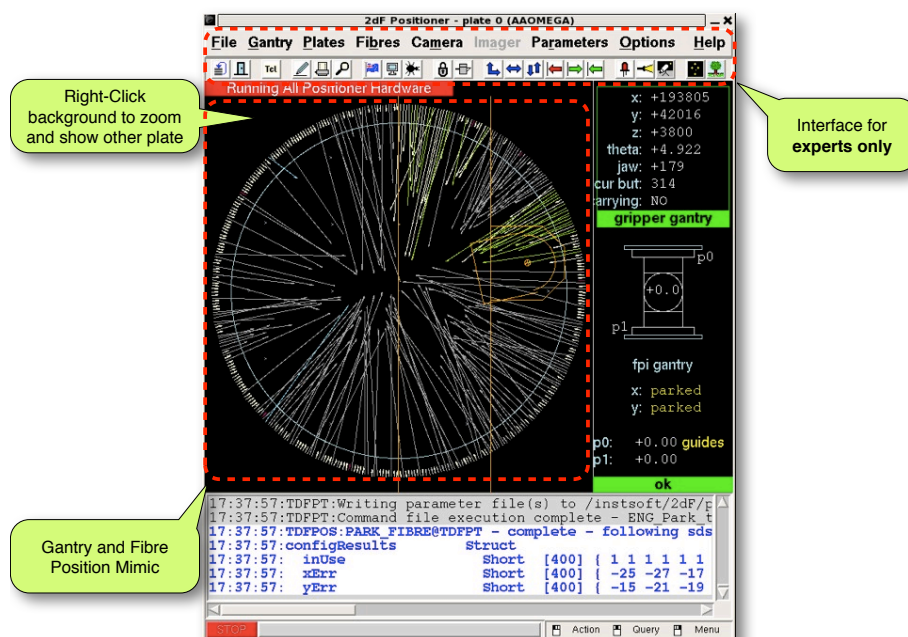 2dF Positioner - plate 0 (AAOMEGA)
File Gantry Plates Fibres Camera Imager Parameters Options Help
Tct
Running All Positioner Hardware
Right-Click
background to zoom
and show other plate
Interface for
experts only
x: +193805
y: +42016
z: +3800
theta: +4.922
jaw: +179
cur but: 314
arrying: NO
gripper gantry
p0
+0.0
p1
fpi gantry
x: parked
y: parked
p0: +0.00 guides
p1: +0.00
ok
Gantry and Fibre
Position Mimic
17:37:57:TDFPT:Writing parameter file(s) to /instsoft/2dF/p
17:37:57:TDFPT:Command file execution complete - ENG_Park_t
17:37:57:TDFPOS:PARK_FIBRE@TDFPT - complete - following sds
17:37:57:configResults Struct
17:37:57: inUse Short [400] { 1 1 1 1 1 1
17:37:57: xErr Short [400] { -25 -27 -17
17:37:57: yErr Short [400] { -15 -21 -19
STOP
Action Query Menu